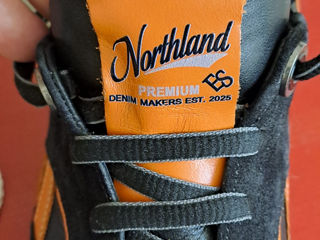 Northland
PREMIUM
DENIM MAKERS EST. 2025